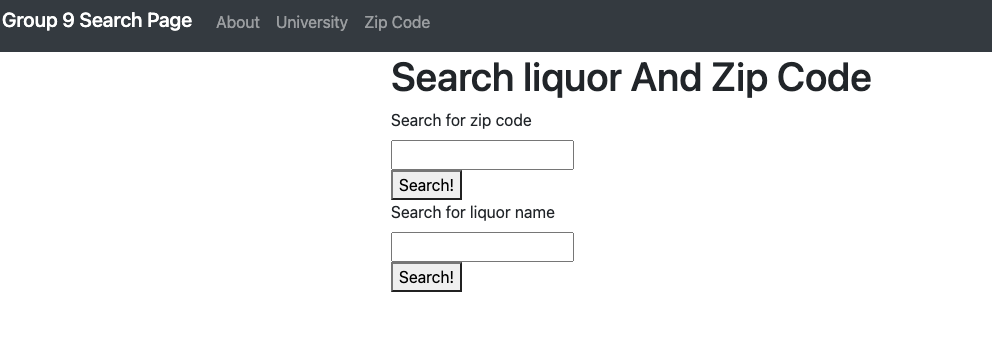 Group 9 Search Page About University Zip Code
Search liquor And Zip Code
Search for zip code
Search!
Search for liquor name
Search!